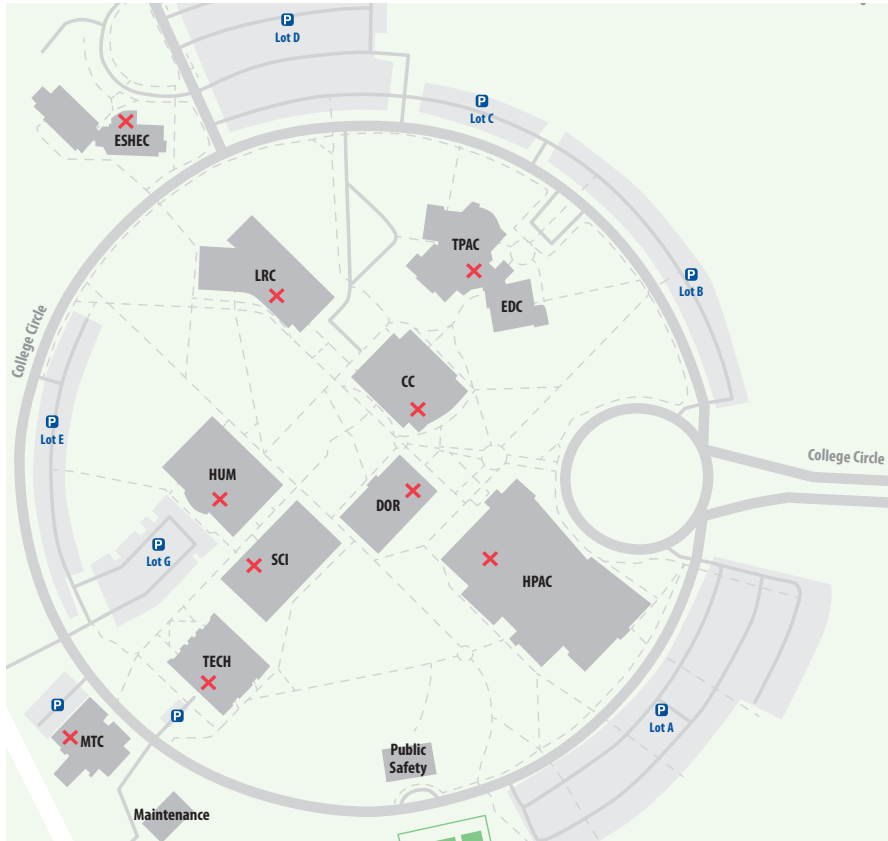 P
Lot D
P
Lot C
ESHEC
TPAC
LRC
P
Lot B
EDC
College Circle
CC
P
Lot E
College Circle
HUM
DOR
P
Lot G
SCI
HPAC
TECH
P
P
P
Lot A
MTC
Public
Safety
Maintenance